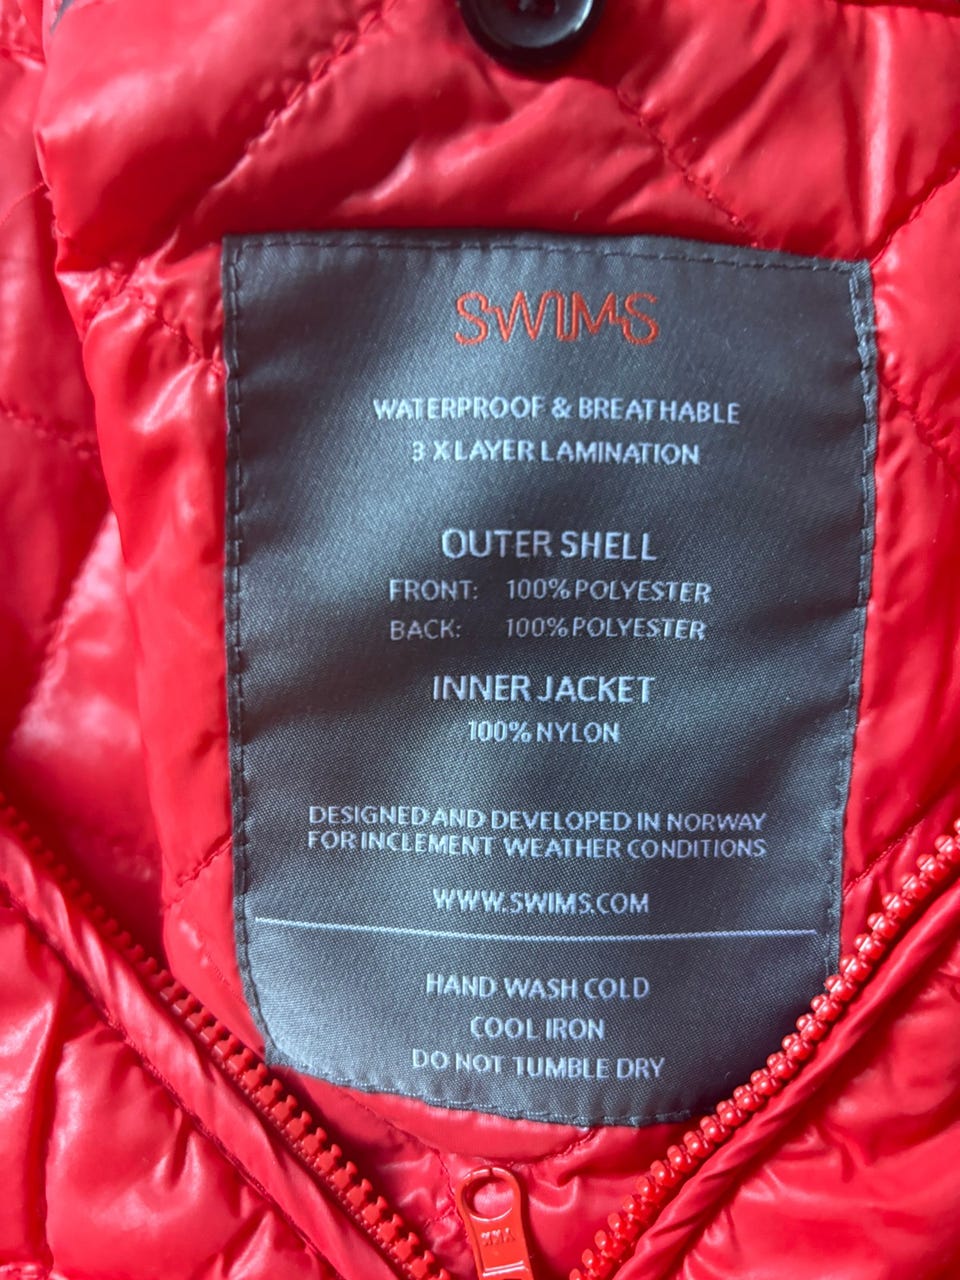 SWIMS
WATERPROOF & BREATHABLE
3 X LAYER LAMINATION
OUTER SHELL
FRONT: 100% POLYESTER
BACK: 100% POLYESTER
INNER JACKET
100% NYLON
DESIGNED AND DEVELOPED IN NORWAY
FOR INCLEMENT WEATHER CONDITIONS
WWW.SWIMS.COM
HAND WASH COLD
COOL IRON
DO NOT TUMBLE DRY
YKK